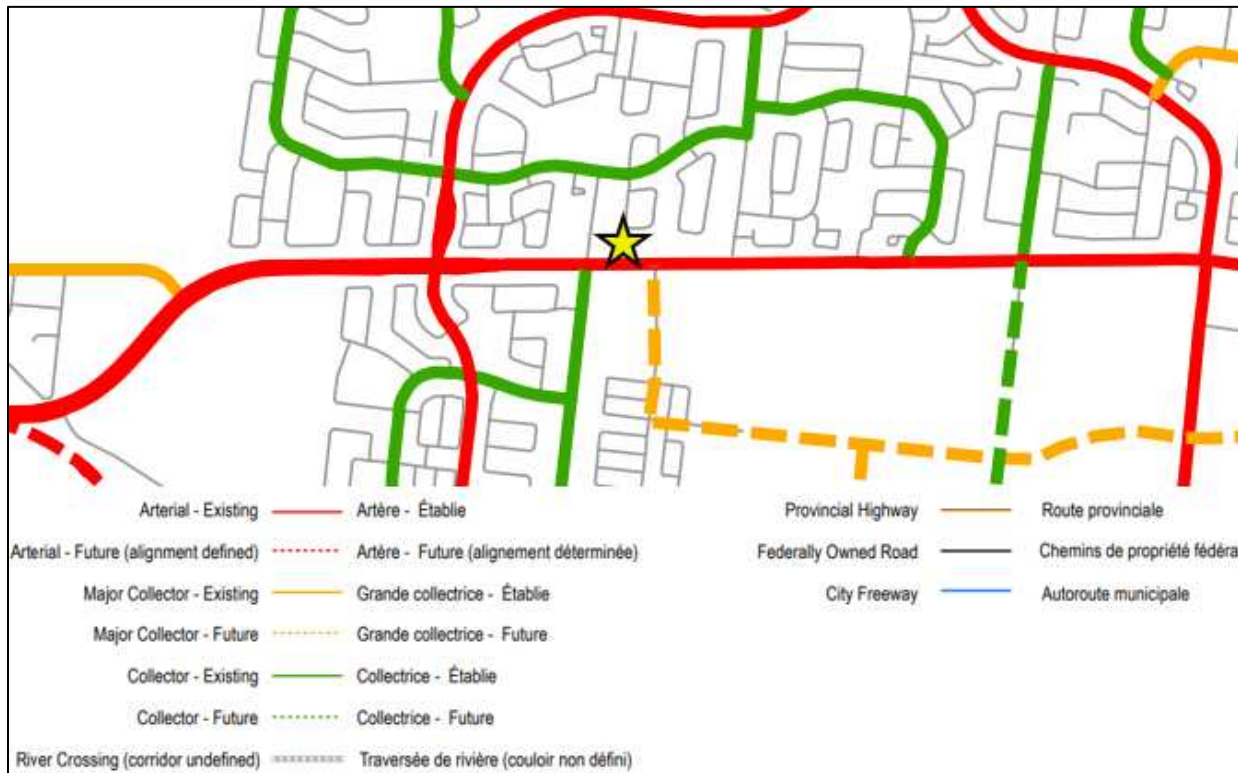 Arterial - Existing Artère - Établie
Arterial - Future (alignment defined) Artère - Future (alignement déterminée)
Major Collector - Existing Grande collectrice - Établie
Major Collector - Future Grande collectrice - Future
Collector - Existing Collectrice - Établie
Collector - Future Collectrice - Future
River Crossing (corridor undefined) Traversée de rivière (couloir non défini)
Provincial Highway Route provinciale
Federally Owned Road Chemins de propriété fédéra
City Freeway Autoroute municipale